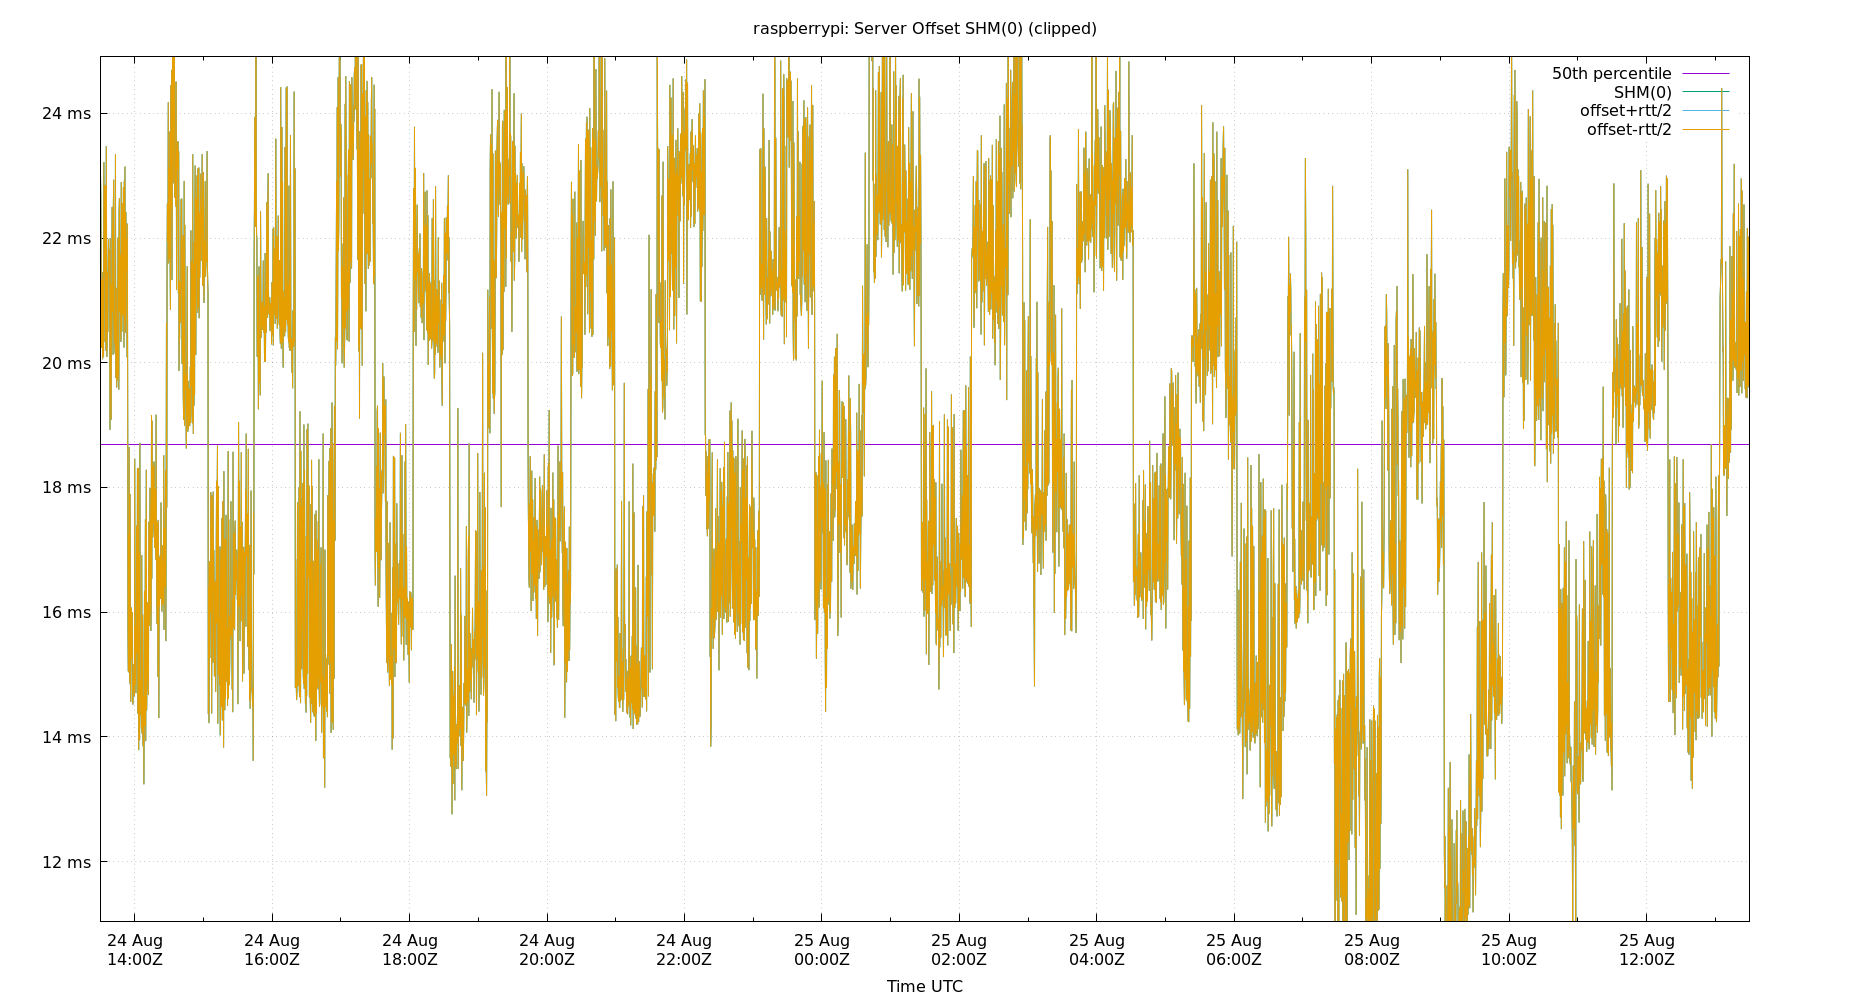 raspberrypi: Server Offset SHM(0) (clipped)
50th percentile
SHM(0)
offset+rtt/2
offset-rtt/2
24 ms
22 ms
20 ms
18 ms
16 ms
14 ms
12 ms
24 Aug 24 Aug 24 Aug 24 Aug 24 Aug 25 Aug 25 Aug 25 Aug 25 Aug 25 Aug 25 Aug 25 Aug
14:00Z 16:00Z 18:00Z 20:00Z 22:00Z 00:00Z 02:00Z 04:00Z 06:00Z 08:00Z 10:00Z 12:00Z
Time UTC